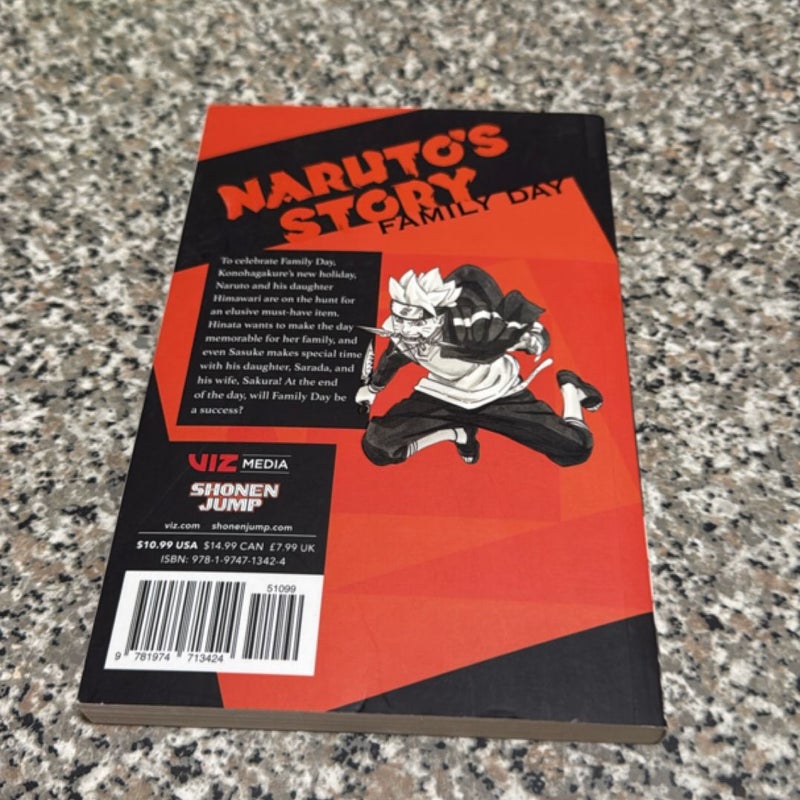 NARUTO'S
STORY
FAMILY DAY
To celebrate Family Day,
Konohagakure's new holiday,
Naruto and his daughter
Himawari are on the hunt for
an elusive must-have item.
Hinata wants to make the day
memorable for her family, and
even Sasuke makes special time
with his daughter, Sarada, and
his wife, Sakura! At the end
of the day, will Family Day be
a success?
VIZ MEDIA
SHONEN
JUMP
viz.com shonenjump.com
$10.99 USA $14.99 CAN £7.99 UK
ISBN: 978-1-9747-1342-4
51099
9 781974 713424